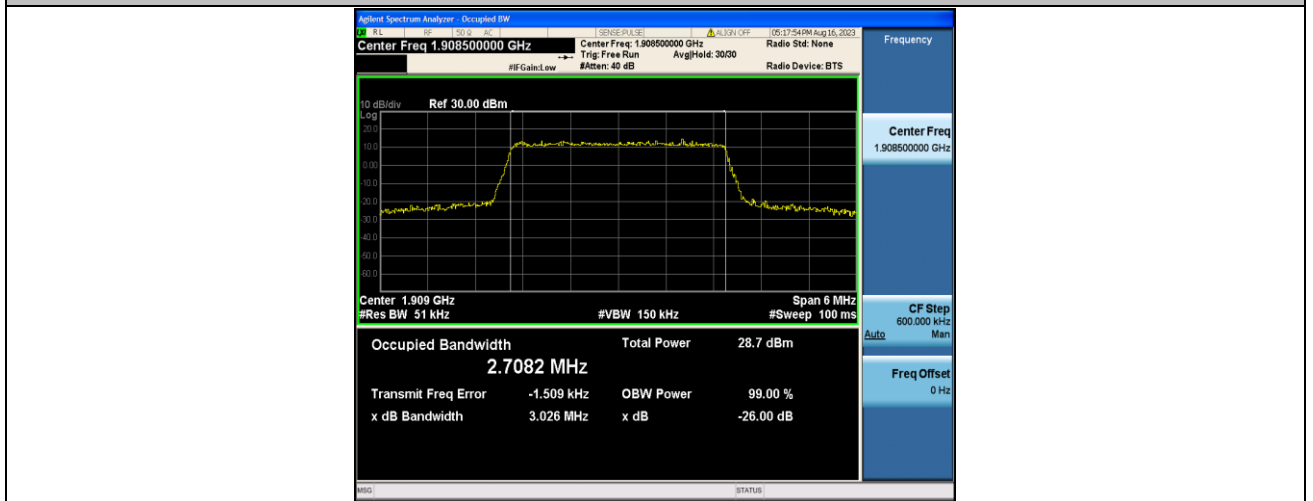 Agilent Spectrum Analyzer - Occupied BW
RL RF 50 Ω AC SENSE:PULSE ALIGN OFF 05:17:54 PM Aug 16, 2023
Center Freq 1.908500000 GHz
Center Freq: 1.908500000 GHz
Radio Std: None
Trig: Free Run
Avg|Hold: 30/30
#IFGain:Low
#Atten: 40 dB
Radio Device: BTS
10 dB/div Ref 30.00 dBm
Log
20.0
10.0
0.00
-10.0
-20.0
-30.0
-40.0
-50.0
-60.0
Center 1.909 GHz
Span 6 MHz
#Res BW 51 kHz
#VBW 150 kHz
#Sweep 100 ms
Occupied Bandwidth
Total Power 28.7 dBm
2.7082 MHz
Transmit Freq Error -1.509 kHz
OBW Power 99.00 %
x dB Bandwidth 3.026 MHz
x dB -26.00 dB
MSG
STATUS
Frequency
Center Freq
1.908500000 GHz
CF Step
600.000 kHz
Auto Man
Freq Offset
0 Hz